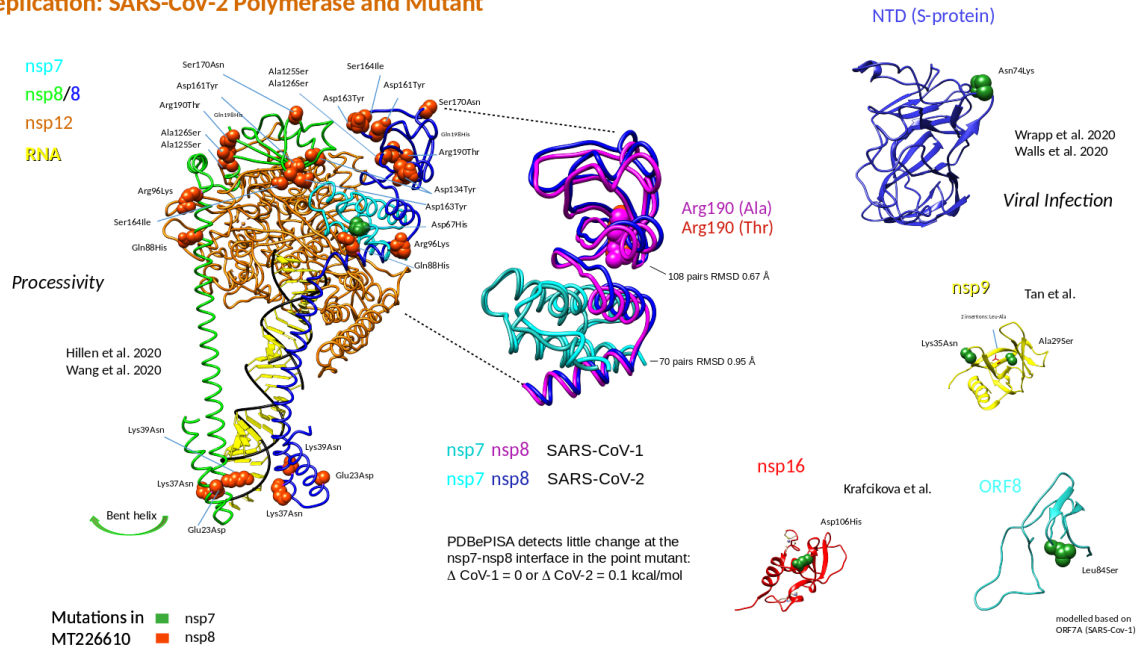 eplication: SARS-CoV-2 Polymerase and Mutant
NTD (S-protein)
nsp7
nsp8/8
nsp12
RNA
Ser170Asn
Asp161Tyr
Arg190Thr
Gln198His
Ala126Ser
Ala125Ser
Ala125Ser
Ala126Ser
Ser164Ile
Asp163Tyr
Asp161Tyr
Ser170Asn
Gln198His
Arg190Thr
Asp134Tyr
Asp163Tyr
Asp67His
Arg96Lys
Gln88His
Arg96Lys
Ser164Ile
Gln88His
Processivity
Hillen et al. 2020
Wang et al. 2020
Lys39Asn
Lys37Asn
Glu23Asp
Bent helix
Lys39Asn
Glu23Asp
Lys37Asn
Mutations in
MT226610
nsp7
nsp8
Arg190 (Ala)
Arg190 (Thr)
108 pairs RMSD 0.67 Å
70 pairs RMSD 0.95 Å
nsp7 nsp8 SARS-CoV-1
nsp7 nsp8 SARS-CoV-2
PDBePISA detects little change at the
nsp7-nsp8 interface in the point mutant:
Δ CoV-1 = 0 or Δ CoV-2 = 0.1 kcal/mol
Asn74Lys
Wrapp et al. 2020
Walls et al. 2020
Viral Infection
nsp9
Tan et al.
Lys35Asn
Ala29Ser
nsp16
Krafcikova et al.
Asp106His
ORF8
Leu84Ser
modelled based on
ORF7A (SARS-Cov-1)